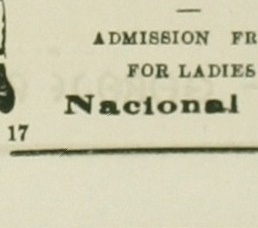 ADMISSION FR
FOR LADIES
Nacional
17